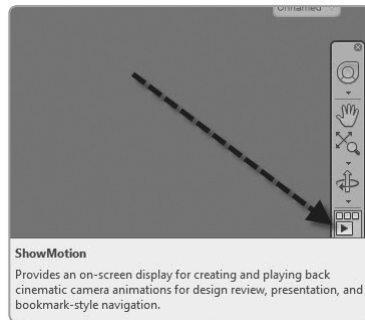 Unnamed
ShowMotion
Provides an on-screen display for creating and playing back
cinematic camera animations for design review, presentation, and
bookmark-style navigation.